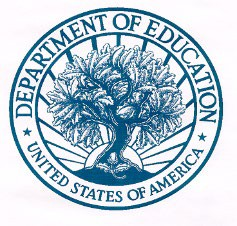 DEPARTMENT OF EDUCATION
UNITED STATES OF AMERICA